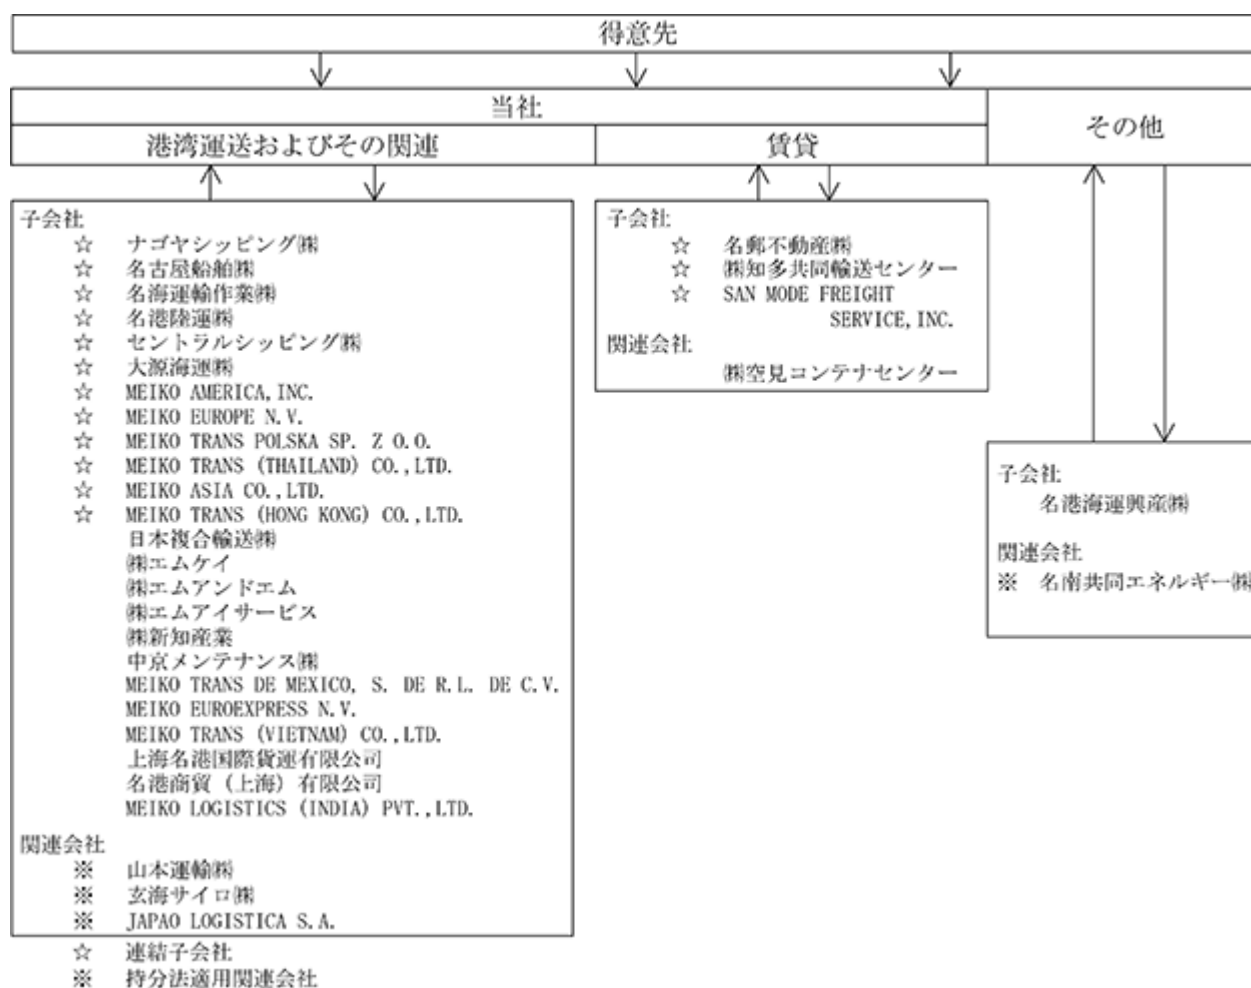 得意先
当社
その他
港湾運送およびその関連
賃貸
子会社
☆ ナゴヤシッピング㈱
☆ 名古屋船舶㈱
☆ 名海運輸作業㈱
☆ 名港陸運㈱
☆ セントラルシッピング㈱
☆ 大源海運㈱
☆ MEIKO AMERICA, INC.
☆ MEIKO EUROPE N.V.
☆ MEIKO TRANS POLSKA SP. Z O.O.
☆ MEIKO TRANS (THAILAND) CO.,LTD.
☆ MEIKO ASIA CO.,LTD.
☆ MEIKO TRANS (HONG KONG) CO.,LTD.
日本複合輸送㈱
㈱エムケイ
㈱エムアンドエム
㈱エムアイサービス
㈱新知産業
中京メンテナンス㈱
MEIKO TRANS DE MEXICO, S. DE R.L. DE C.V.
MEIKO EUROEXPRESS N.V.
MEIKO TRANS (VIETNAM) CO.,LTD.
上海名港国際貨運有限公司
名港商貿（上海）有限公司
MEIKO LOGISTICS (INDIA) PVT.,LTD.
関連会社
※ 山本運輸㈱
※ 玄海サイロ㈱
※ JAPAO LOGISTICA S.A.
子会社
☆ 名郵不動産㈱
☆ ㈱知多共同輸送センター
☆ SAN MODE FREIGHT
SERVICE, INC.
関連会社
㈱空見コンテナセンター
子会社
名港海運興産㈱
関連会社
※ 名南共同エネルギー㈱
☆ 連結子会社
※ 持分法適用関連会社